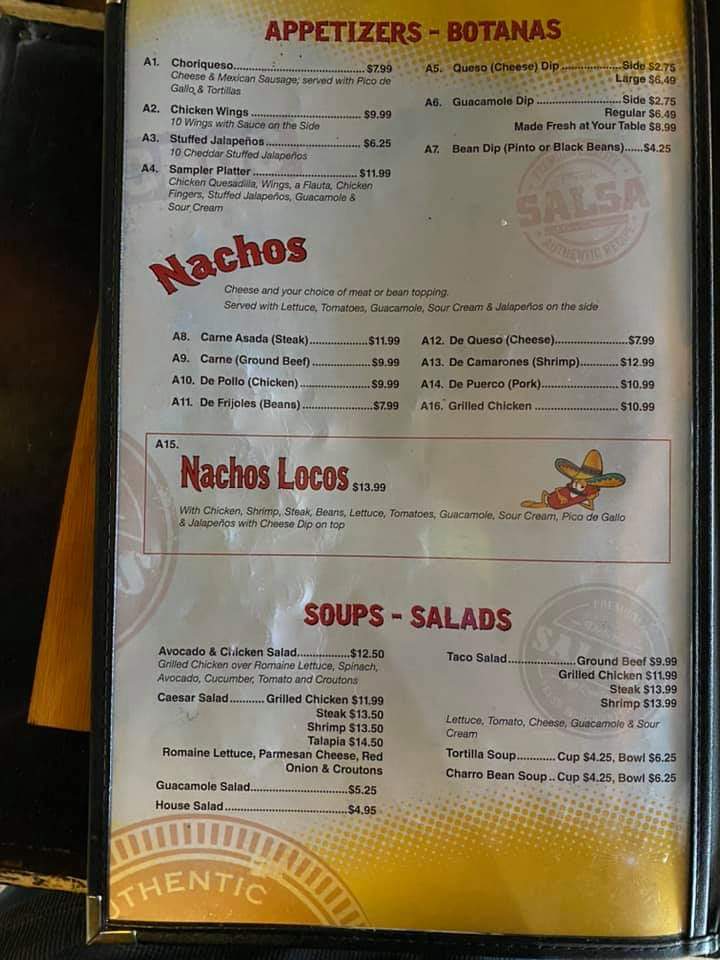 APPETIZERS - BOTANAS
A1. Choriqueso.......................................$7.99
Cheese & Mexican Sausage; served with Pico de
Gallo, & Tortillas
A2. Chicken Wings ................................. $9.99
10 Wings with Sauce on the Side
A3. Stuffed Jalapeños............................. $6.25
10 Cheddar Stuffed Jalapeños
A4. Sampler Platter ................................ $11.99
Chicken Quesadilla, Wings, a Flauta, Chicken
Fingers, Stuffed Jalapeños, Guacamole &
Sour Cream
A5. Queso (Cheese) Dip ..................Side $2.75
Large $6.49
A6. Guacamole Dip .........................Side $2.75
Regular $6.49
Made Fresh at Your Table $8.99
A7. Bean Dip (Pinto or Black Beans)......$4.25
SALSA
AUTHENTIC RECIPE
Nachos
Cheese and your choice of meat or bean topping.
Served with Lettuce, Tomatoes, Guacamole, Sour Cream & Jalapeños on the side
A8. Carne Asada (Steak)..................$11.99
A9. Carne (Ground Beef) .................. $9.99
A10. De Pollo (Chicken) ..................... $9.99
A11. De Frijoles (Beans) .....................$7.99
A12. De Queso (Cheese)......................$7.99
A13. De Camarones (Shrimp)............ $12.99
A14. De Puerco (Pork)........................ $10.99
A16. Grilled Chicken .......................... $10.99
A15.
Nachos Locos $13.99
With Chicken, Shrimp, Steak, Beans, Lettuce, Tomatoes, Guacamole, Sour Cream, Pico de Gallo
& Jalapeños with Cheese Dip on top
SOUPS - SALADS
Avocado & Chicken Salad................$12.50
Grilled Chicken over Romaine Lettuce, Spinach,
Avocado, Cucumber, Tomato and Croutons
Caesar Salad........... Grilled Chicken $11.99
Steak $13.50
Shrimp $13.50
Talapia $14.50
Romaine Lettuce, Parmesan Cheese, Red
Onion & Croutons
Guacamole Salad.............................$5.25
House Salad.....................................$4.95
Taco Salad.....................Ground Beef $9.99
Grilled Chicken $11.99
Steak $13.99
Shrimp $13.99
Lettuce, Tomato, Cheese, Guacamole & Sour
Cream
Tortilla Soup............ Cup $4.25, Bowl $6.25
Charro Bean Soup .. Cup $4.25, Bowl $6.25
THENTIC